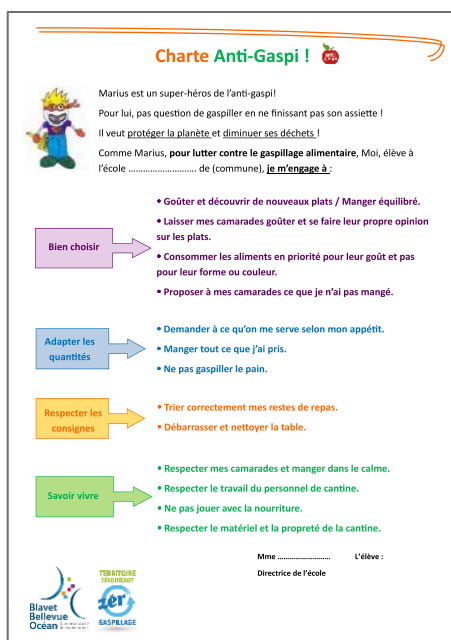 Charte Anti-Gaspi !
Marius est un super-héros de l’anti-gaspi!
Pour lui, pas question de gaspiller en ne finissant pas son assiette !
Il veut protéger la planète et diminuer ses déchets !
Comme Marius, pour lutter contre le gaspillage alimentaire, Moi, élève à
l’école ………………………. de (commune), je m’engage à :
Bien choisir
• Goûter et découvrir de nouveaux plats / Manger équilibré.
• Laisser mes camarades goûter et se faire leur propre opinion
sur les plats.
• Consommer les aliments en priorité pour leur goût et pas
pour leur forme ou couleur.
• Proposer à mes camarades ce que je n’ai pas mangé.
Adapter les
quantités
• Demander à ce qu’on me serve selon mon appétit.
• Manger tout ce que j’ai pris.
• Ne pas gaspiller le pain.
Respecter les
consignes
• Trier correctement mes restes de repas.
• Débarrasser et nettoyer la table.
Savoir vivre
• Respecter mes camarades et manger dans le calme.
• Respecter le travail du personnel de cantine.
• Ne pas jouer avec la nourriture.
• Respecter le matériel et la propreté de la cantine.
Mme ……………………… L’élève :
Directrice de l’école
Blavet
Bellevue
Océan
TERRITOIRE
ZÉRO DÉCHET
zér
GASPILLAGE